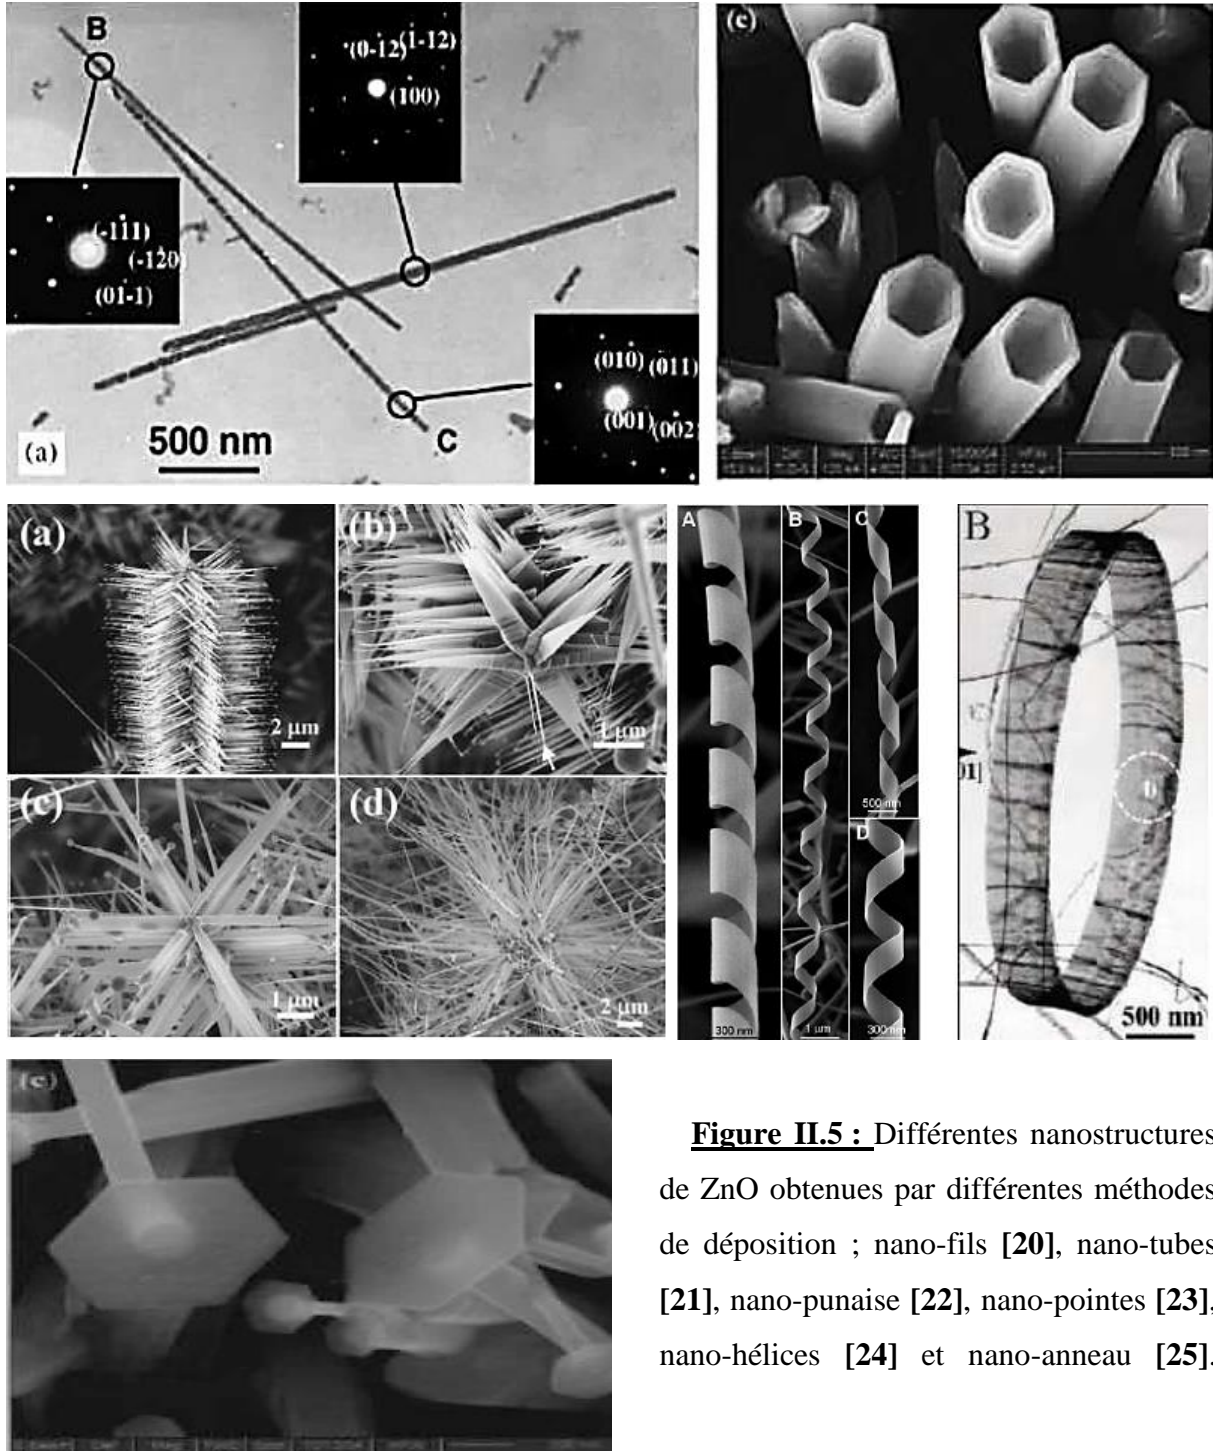 B
(0-12)(1-12)
(100)
(-111)
(-120)
(01-1)
(010) (011)
(001)(002)
(a)
500 nm
C
(c)
(a)
2 µm
(b)
1 µm
(c)
1 µm
(d)
2 µm
A
300 nm
B
1 µm
C
500 nm
D
300 nm
B
01]
b
500 nm
Figure II.5 : Différentes nanostructures
de ZnO obtenues par différentes méthodes
de déposition ; nano-fils [20], nano-tubes
[21], nano-punaise [22], nano-pointes [23],
nano-hélices [24] et nano-anneau [25].